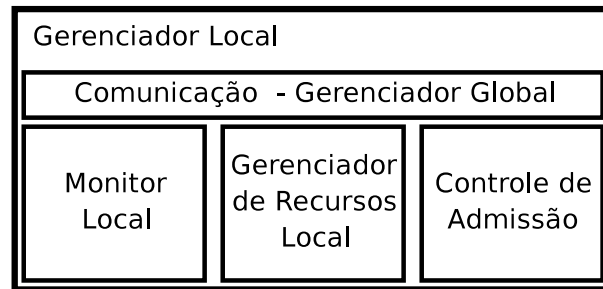 Gerenciador Local
Comunicação - Gerenciador Global
Monitor
Local
Gerenciador
de Recursos
Local
Controle de
Admissão